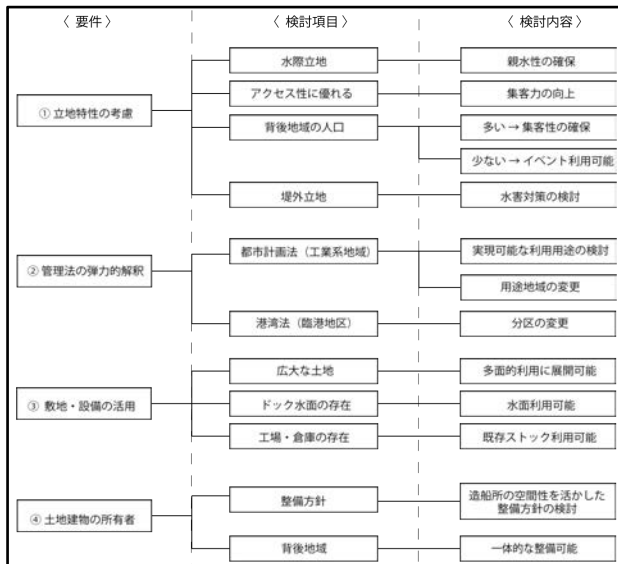 〈 要件 〉
〈 検討項目 〉
〈 検討内容 〉
① 立地特性の考慮
水際立地
親水性の確保
アクセス性に優れる
集客力の向上
背後地域の人口
多い → 集客性の確保
少ない → イベント利用可能
堤外立地
水害対策の検討
② 管理法の弾力的解釈
都市計画法（工業系地域）
実現可能な利用用途の検討
用途地域の変更
港湾法（臨港地区）
分区の変更
③ 敷地・設備の活用
広大な土地
多面的利用に展開可能
ドック水面の存在
水面利用可能
工場・倉庫の存在
既存ストック利用可能
④ 土地建物の所有者
整備方針
造船所の空間性を活かした
整備方針の検討
背後地域
一体的な整備可能